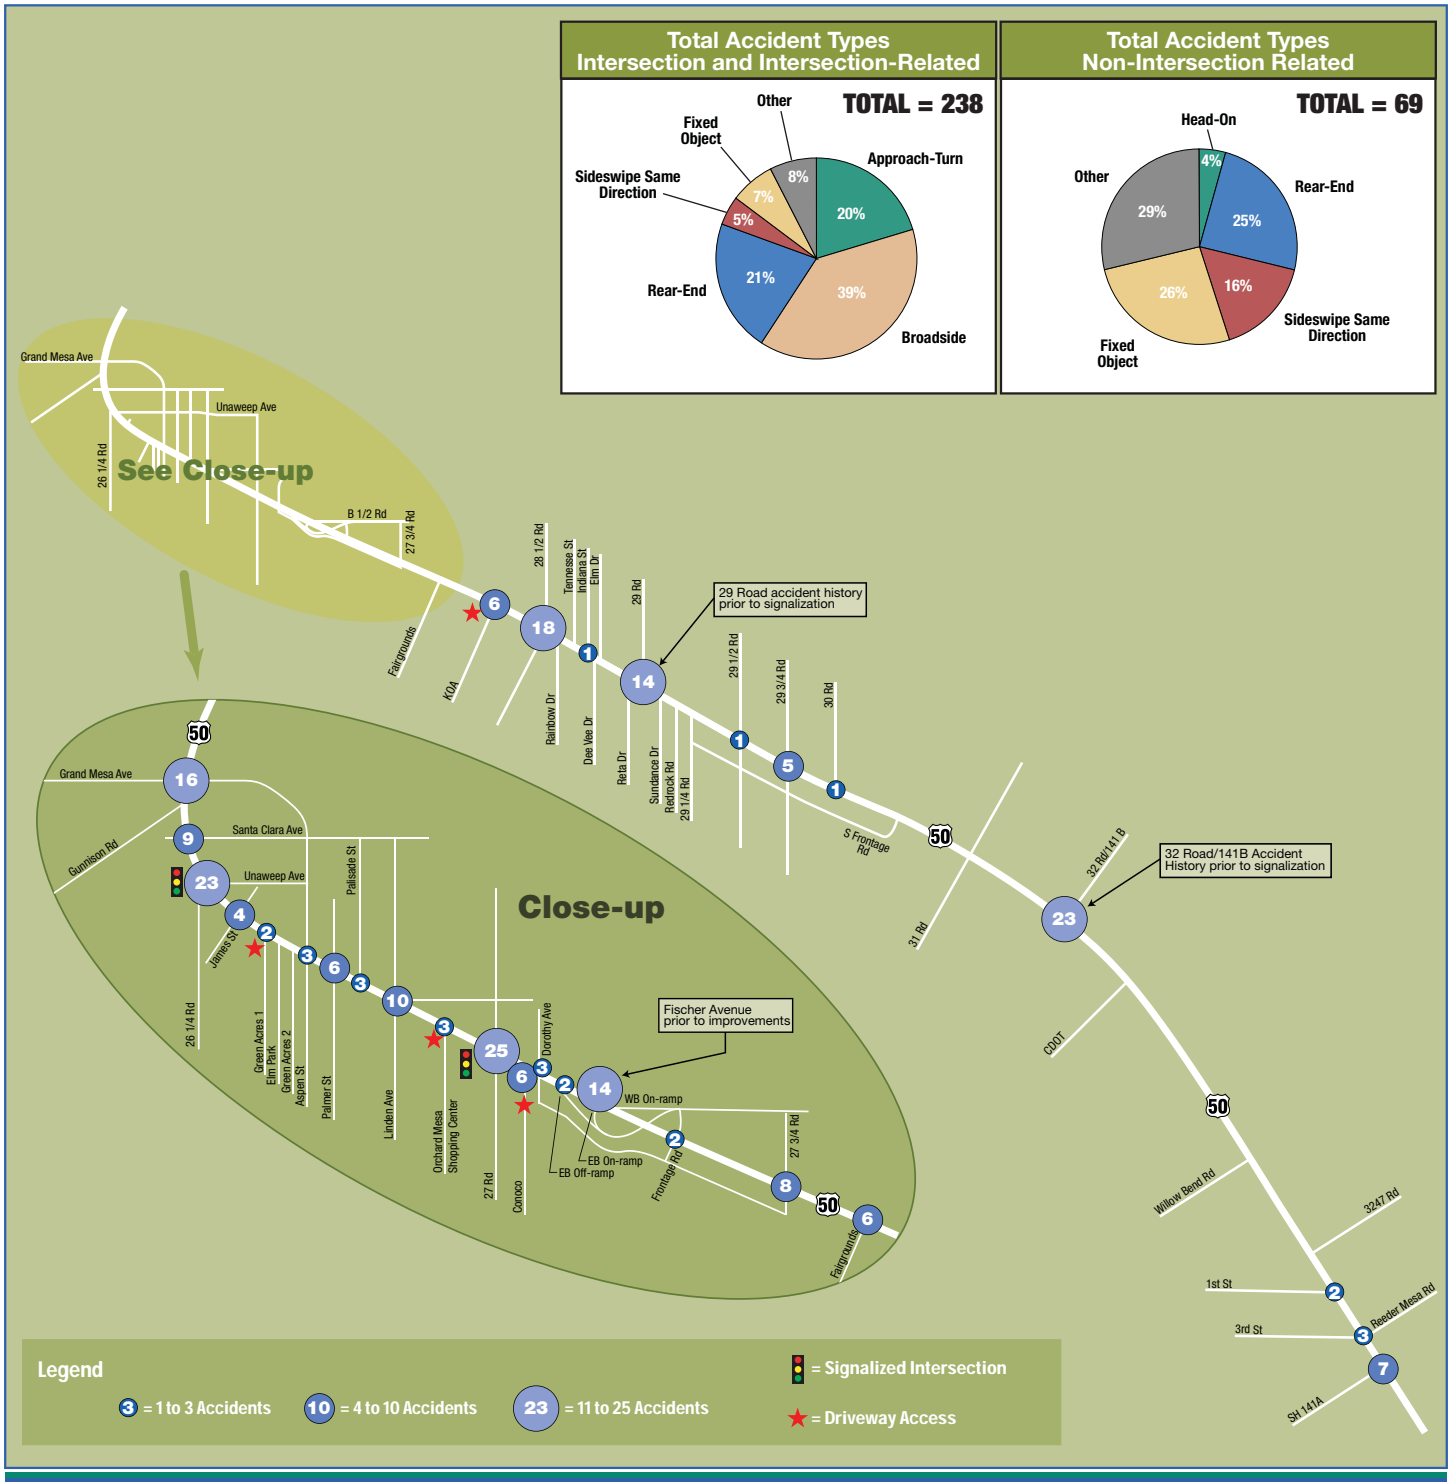 Total Accident Types
Intersection and Intersection-Related
TOTAL = 238
Other
Fixed
Object
Approach-Turn
Sideswipe Same
Direction
8%
7%
20%
5%
21%
39%
Rear-End
Broadside
Total Accident Types
Non-Intersection Related
TOTAL = 69
Head-On
4%
Other
Rear-End
29%
25%
26%
16%
Sideswipe Same
Direction
Fixed
Object
Grand Mesa Ave
Unaweep Ave
26 1/4 Rd
See Close-up
B 1/2 Rd
27 3/4 Rd
Fairgrounds
6
KOA
28 1/2 Rd
18
Tennesse St
Indiana St
Elm Dr
1
Rainbow Dr
Dee Vee Dr
29 Rd
14
29 Road accident history
prior to signalization
Reta Dr
Sundance Dr
Redrock Rd
29 1/4 Rd
29 1/2 Rd
1
29 3/4 Rd
5
30 Rd
1
S Frontage
Rd
50
31 Rd
32 Rd/141 B
23
32 Road/141B Accident
History prior to signalization
CDOT
50
Willow Bend Rd
3247 Rd
1st St
2
Reeder Mesa Rd
3rd St
3
7
SH 141A
Close-up
50
Grand Mesa Ave
16
Gunnison Rd
9
Santa Clara Ave
23
Unaweep Ave
4
James St
26 1/4 Rd
2
Green Acres 1
Elm Park
Green Acres 2
Aspen St
3
Palmer St
6
Palisade St
3
10
Linden Ave
3
Orchard Mesa
Shopping Center
25
27 Rd
6
Conoco
3
Dorothy Ave
2
14
Fischer Avenue
prior to improvements
WB On-ramp
EB On-ramp
EB Off-ramp
2
Frontage Rd
27 3/4 Rd
8
50
6
Fairgrounds
Legend
3 = 1 to 3 Accidents
10 = 4 to 10 Accidents
23 = 11 to 25 Accidents
= Signalized Intersection
= Driveway Access